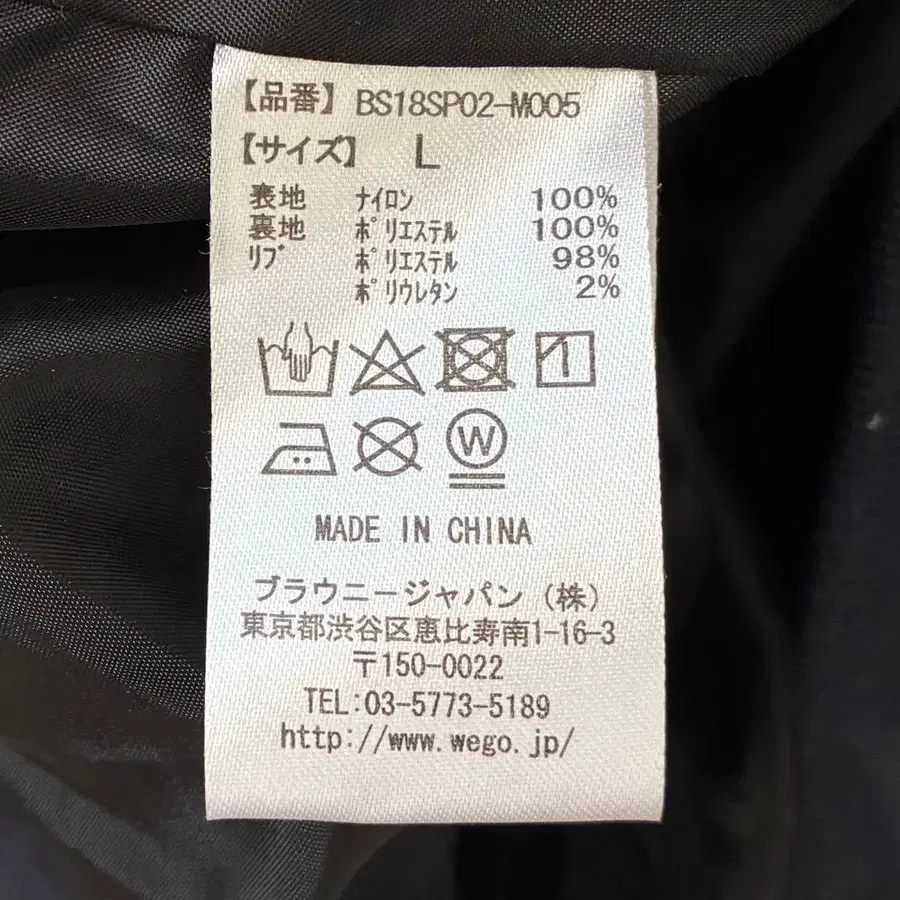 【品番】 BS18SP02-M005
【サイズ】 L
表地 ナイロン 100%
裏地 ポリエステル 100%
リブ ポリエステル 98%
ポリウレタン 2%
1
W
MADE IN CHINA
ブラウニージャパン（株）
東京都渋谷区恵比寿南1-16-3
〒150-0022
TEL:03-5773-5189
http://www.wego.jp/